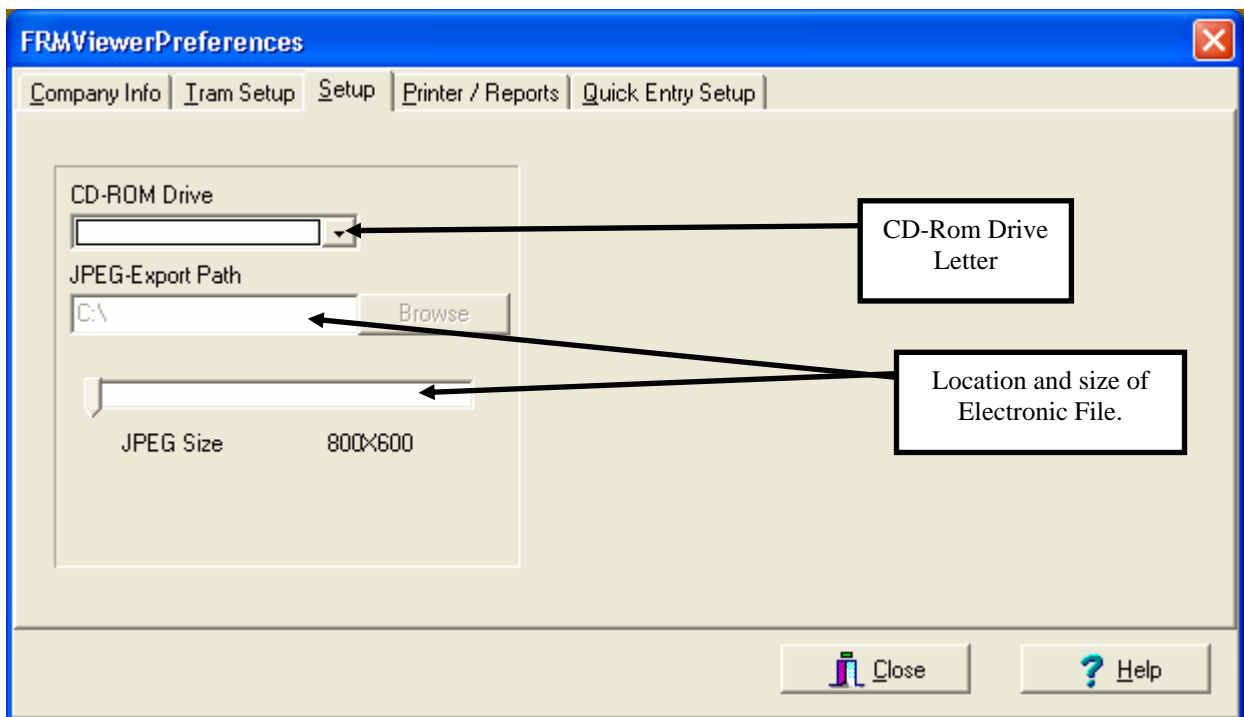 FRMViewerPreferences
Company Info Tram Setup Setup Printer / Reports Quick Entry Setup
CD-ROM Drive
CD-Rom Drive
Letter
JPEG-Export Path
C:\ Browse
Location and size of
Electronic File.
JPEG Size 800X600
Close ? Help